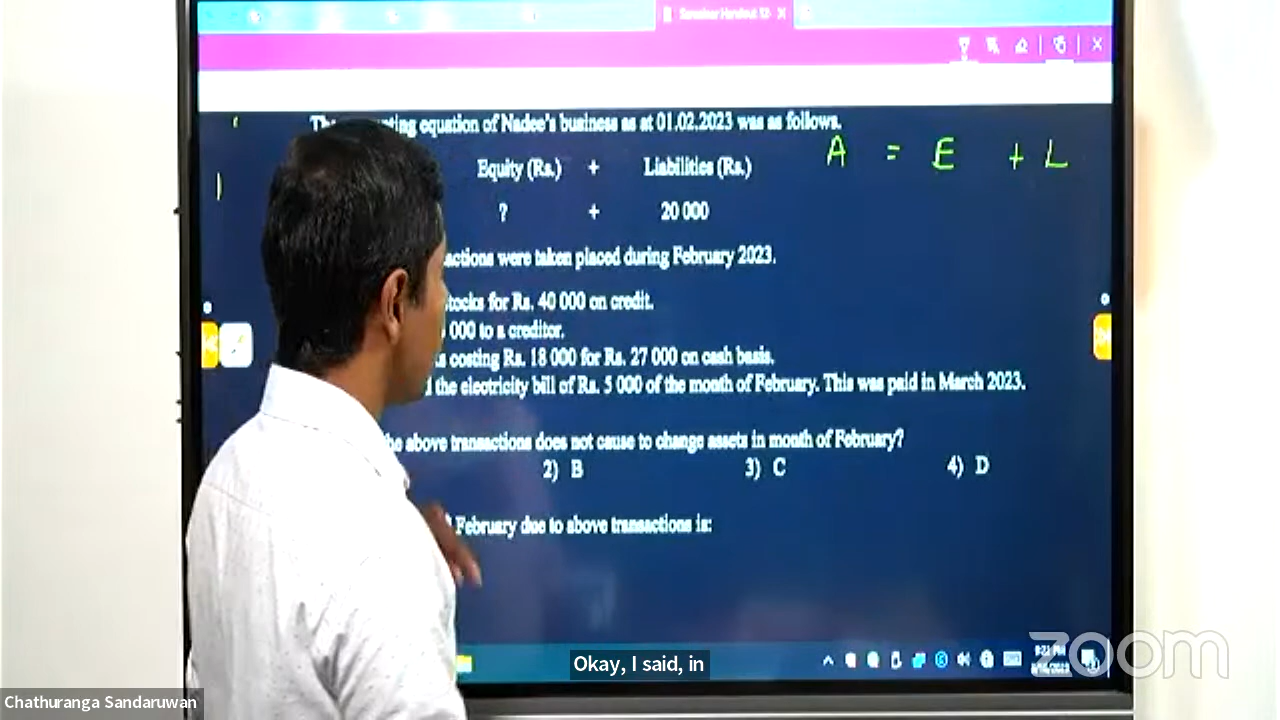 Seminar Handout
equation of Nadee's business as at 01.02.2023 was as follows.
A = E + L
Equity (Rs.) + Liabilities (Rs.)
? + 20 000
actions were taken placed during February 2023.
stocks for Rs. 40 000 on credit.
000 to a creditor.
costing Rs. 18 000 for Rs. 27 000 on cash basis.
the electricity bill of Rs. 5 000 of the month of February. This was paid in March 2023.
above transactions does not cause to change assets in month of February?
2) B 3) C 4) D
February due to above transactions is:
Okay, I said, in
zoom
Chathuranga Sandaruwan